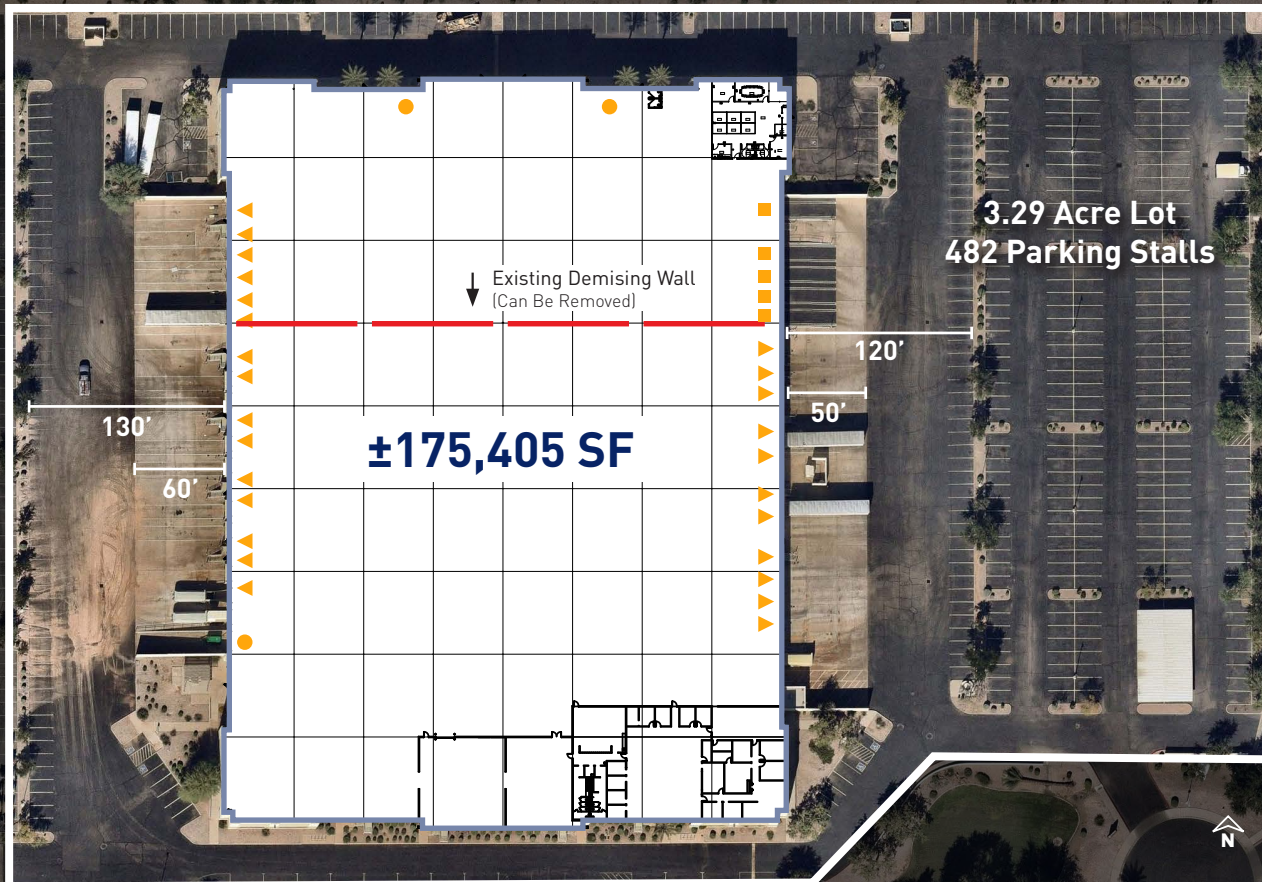 3.29 Acre Lot
482 Parking Stalls
Existing Demising Wall
(Can Be Removed)
120’
50’
130’
60’
±175,405 SF
N